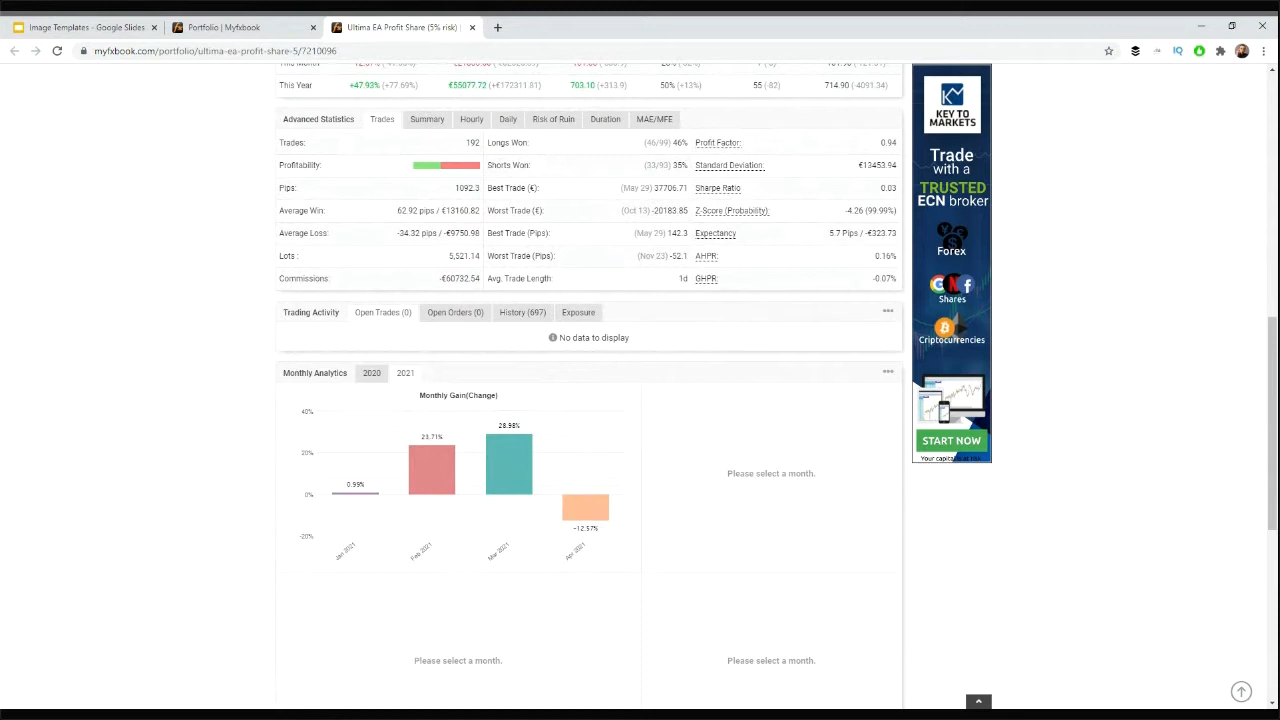 Image Templates - Google Slides
Portfolio | Myfxbook
Ultima EA Profit Share (5% risk) |
myfxbook.com/portfolio/ultima-ea-profit-share-5/7210096
This Year +47.93% (+77.69%) €55077.72 (+€172311.81) 703.10 (+313.9) 50% (+13%) 55 (-82) 714.90 (-4091.34)
Advanced Statistics Trades Summary Hourly Daily Risk of Ruin Duration MAE/MFE
Trades: 192 Longs Won: (46/99) 46% Profit Factor: 0.94
Profitability: Shorts Won: (33/93) 35% Standard Deviation: €13453.94
Pips: 1092.3 Best Trade (€): (May 29) 37706.71 Sharpe Ratio 0.03
Average Win: 62.92 pips / €13160.82 Worst Trade (€): (Oct 13) -20183.85 Z-Score (Probability): -4.26 (99.99%)
Average Loss: -34.32 pips / -€9750.98 Best Trade (Pips): (May 29) 142.3 Expectancy 5.7 Pips / -€323.73
Lots : 5,521.14 Worst Trade (Pips): (Nov 23) -52.1 AHPR: 0.16%
Commissions: -€60732.54 Avg. Trade Length: 1d GHPR: -0.07%
Trading Activity Open Trades (0) Open Orders (0) History (697) Exposure
No data to display
Monthly Analytics 2020 2021
Monthly Gain(Change)
40%
20%
0%
-20%
0.99%
23.71%
28.98%
-12.57%
Jan 2021
Feb 2021
Mar 2021
Apr 2021
Please select a month.
Please select a month.
Please select a month.
KEY TO
MARKETS
Trade
with a
TRUSTED
ECN broker
Forex
Shares
Criptocurrencies
START NOW
Your capital is at risk
IQ